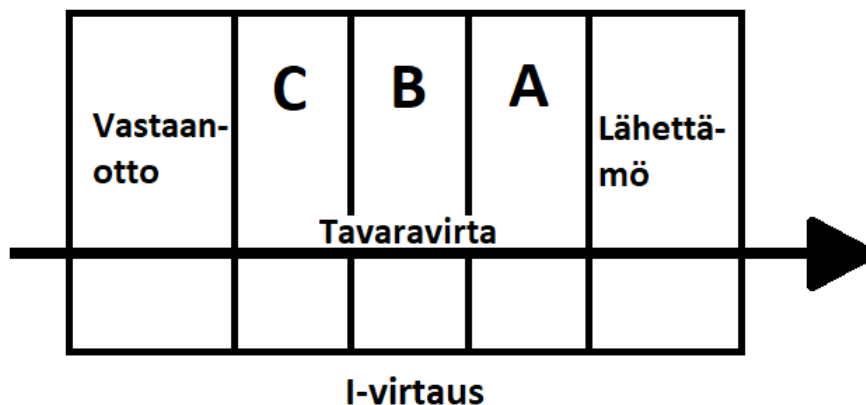 C
B
A
Vastaan-
otto
Lähettä-
mö
Tavaravirta
I-virtaus